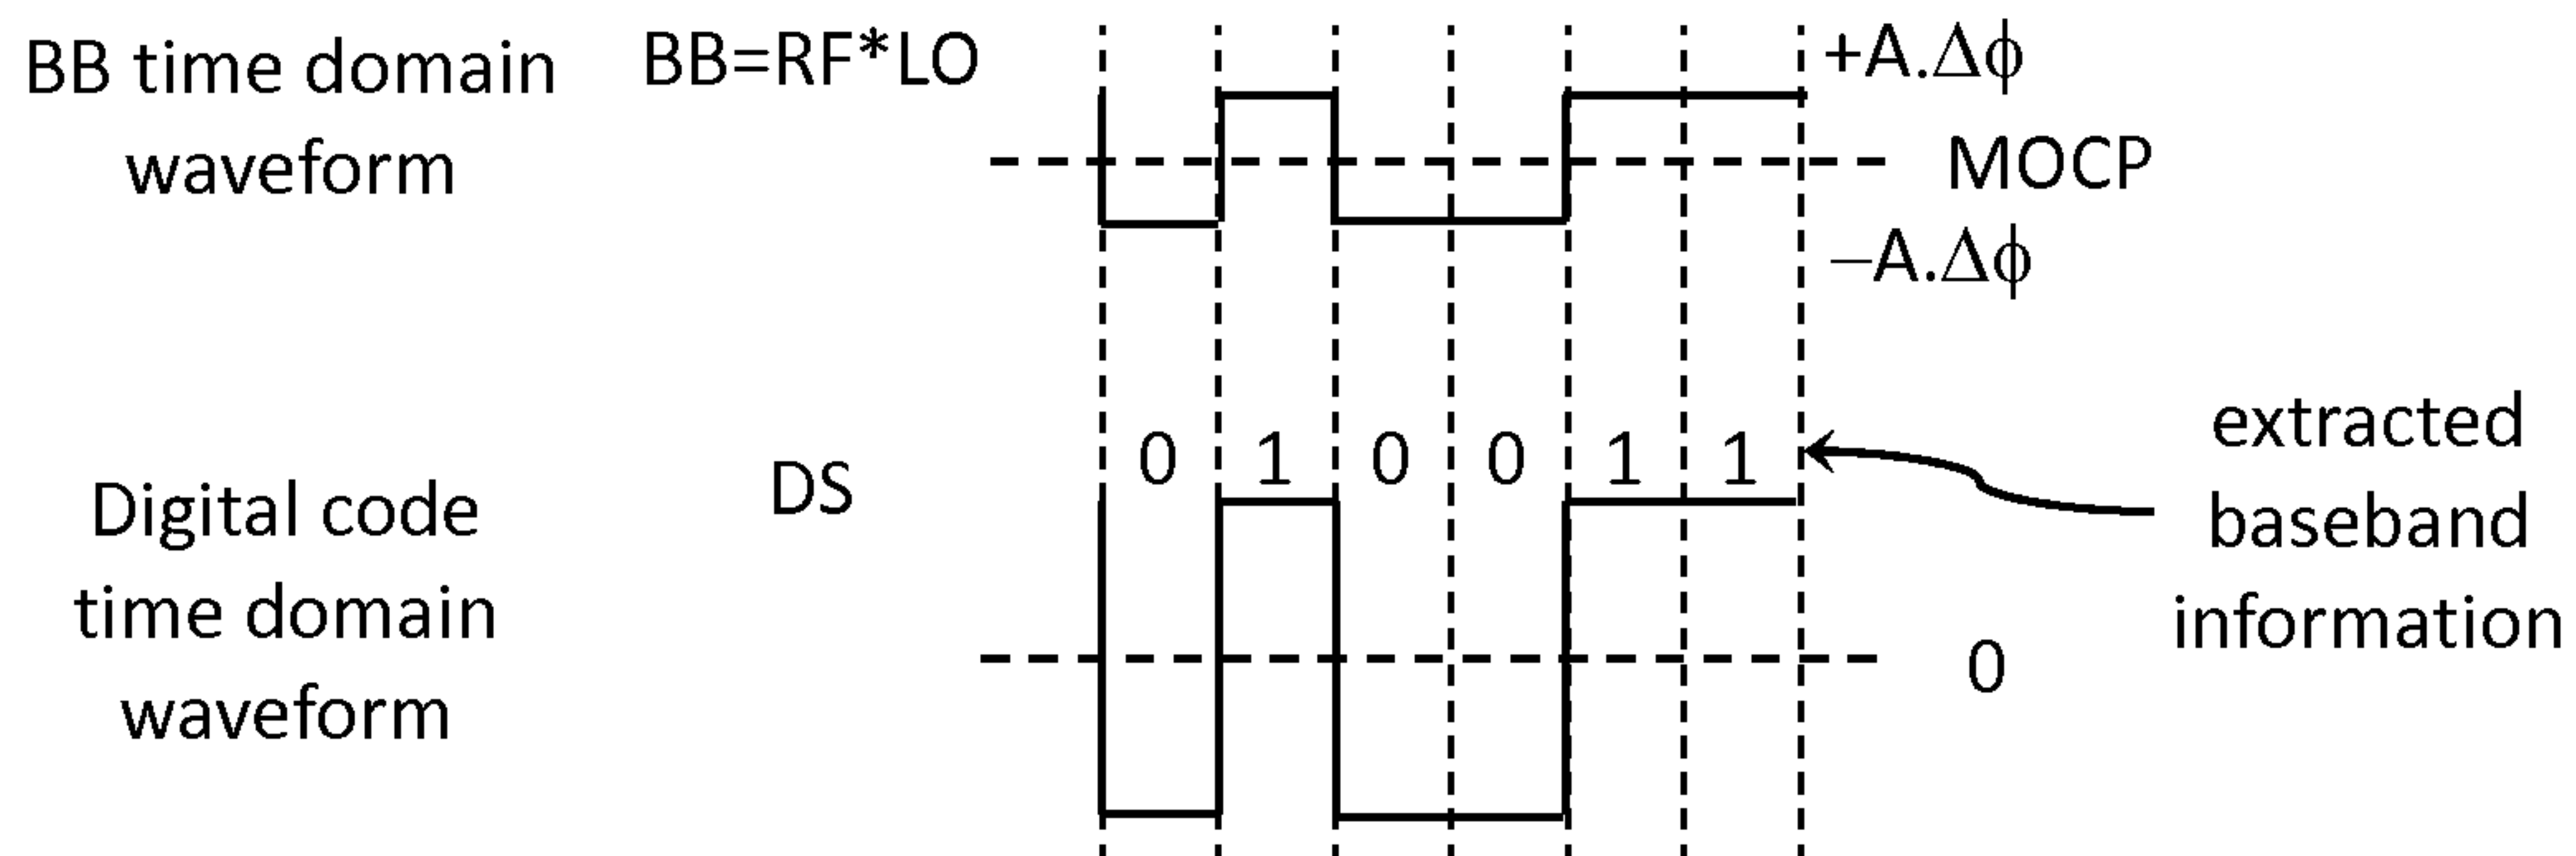 BB time domain
waveform
BB=RF*LO
+A.Δϕ
MOCP
−A.Δϕ
0 1 0 0 1 1
DS
Digital code
time domain
waveform
0
extracted
baseband
information